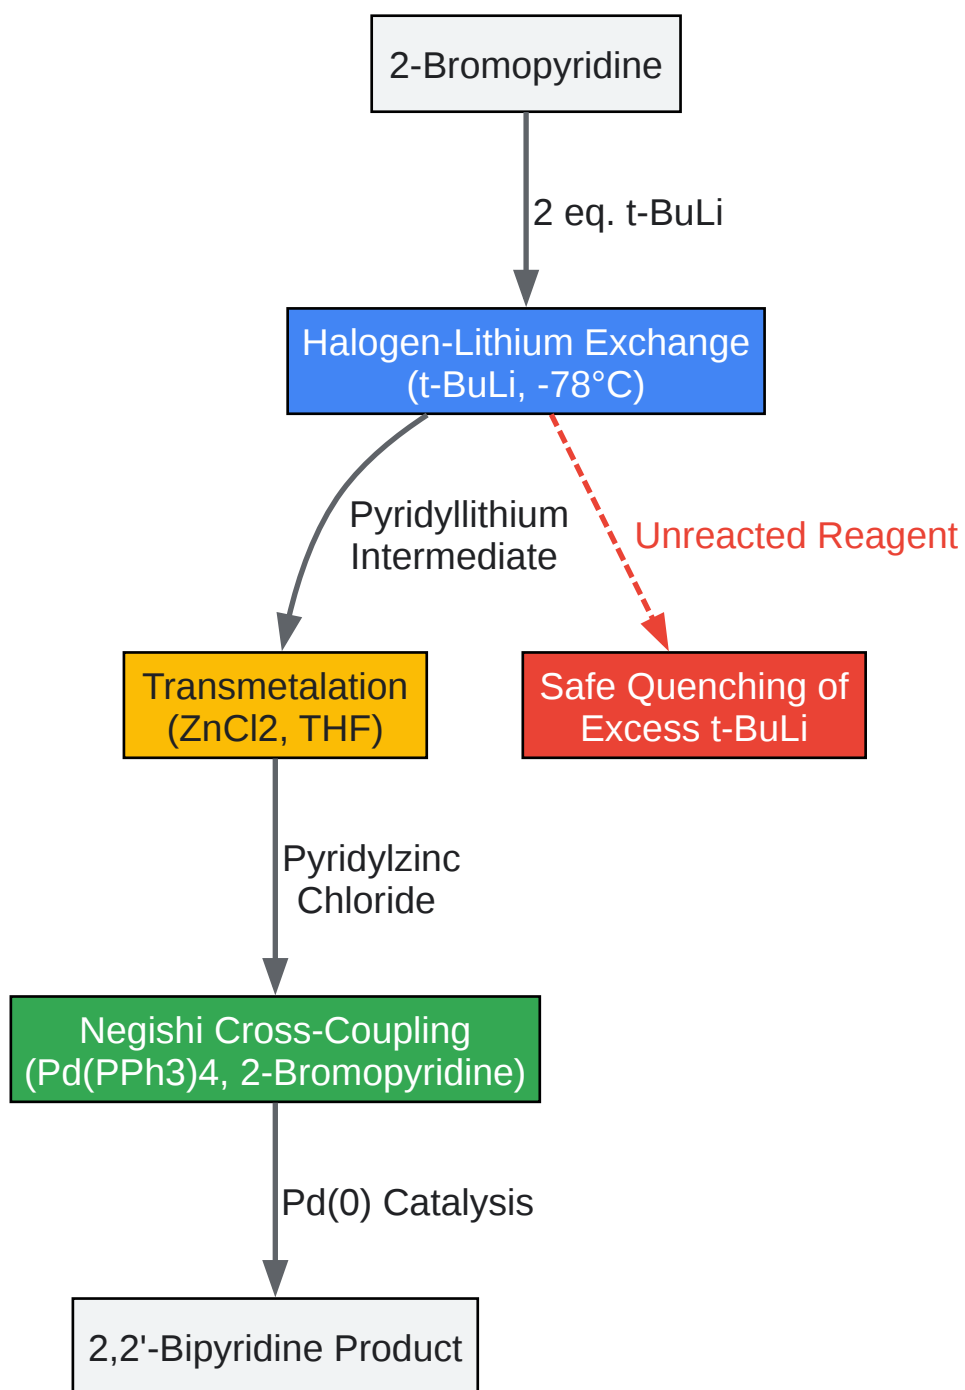 2-Bromopyridine
2 eq. t-BuLi
Halogen-Lithium Exchange
(t-BuLi, -78°C)
Pyridyllithium
Intermediate
Unreacted Reagent
Transmetalation
(ZnCl2, THF)
Safe Quenching of
Excess t-BuLi
Pyridylzinc
Chloride
Negishi Cross-Coupling
(Pd(PPh3)4, 2-Bromopyridine)
Pd(0) Catalysis
2,2'-Bipyridine Product